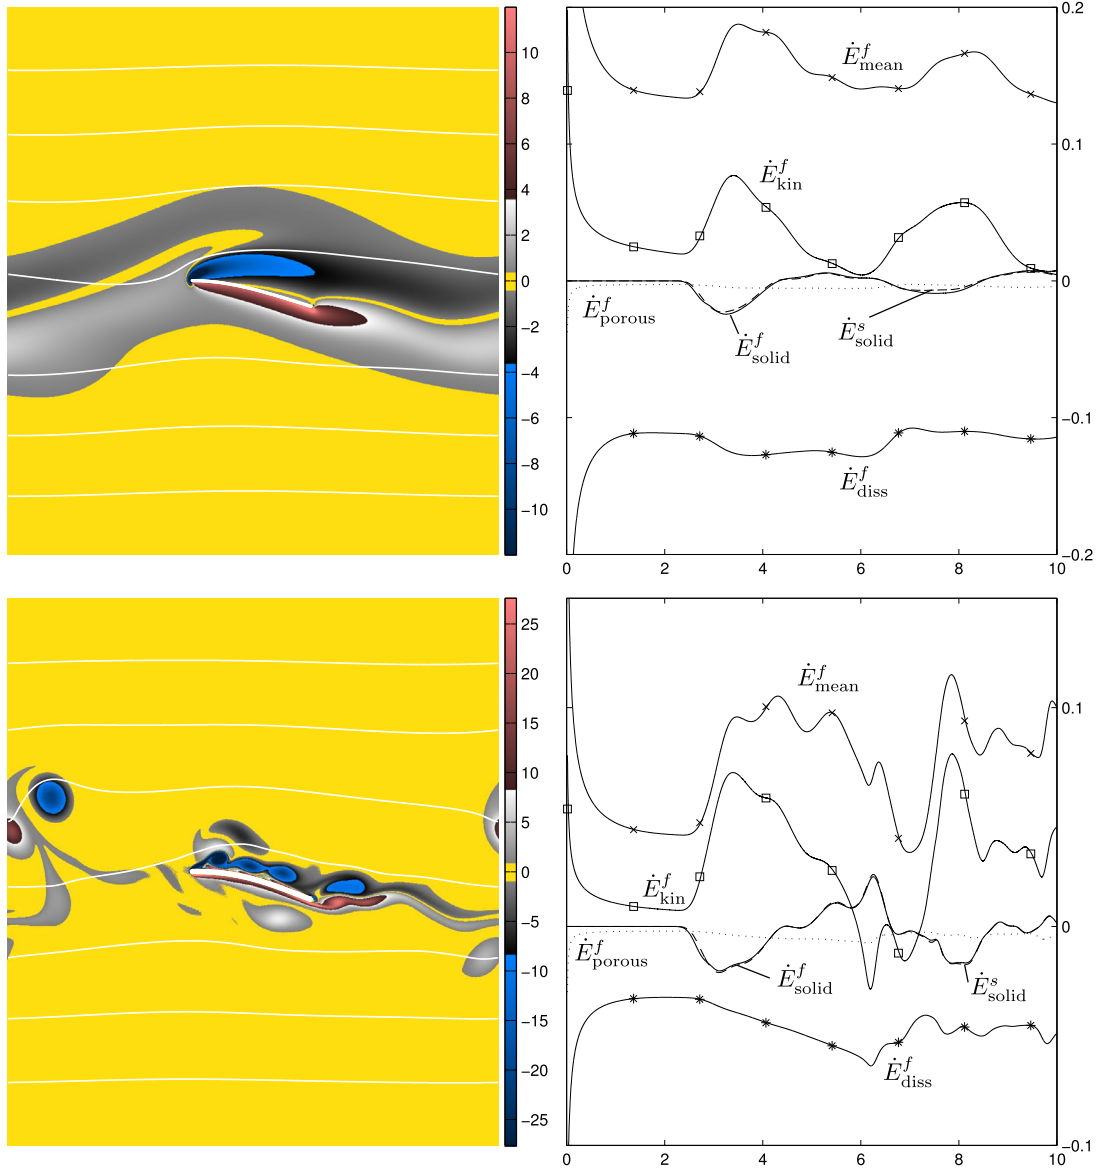 10
8
6
4
2
0
−2
−4
−6
−8
−10
0.2
0.1
0
−0.1
−0.2
Ė^f_mean
Ė^f_kin
Ė^f_porous
Ė^f_solid
Ė^s_solid
Ė^f_diss
0 2 4 6 8 10
25
20
15
10
5
0
−5
−10
−15
−20
−25
0.1
0
−0.1
Ė^f_mean
Ė^f_kin
Ė^f_porous
Ė^f_solid
Ė^s_solid
Ė^f_diss
0 2 4 6 8 10